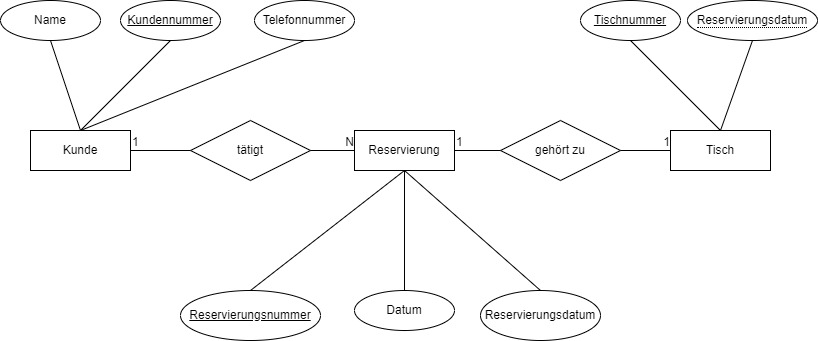 Name
Kundennummer
Telefonnummer
Tischnummer
Reservierungsdatum
Kunde
1
tätigt
N
Reservierung
1
gehört zu
1
Tisch
Reservierungsnummer
Datum
Reservierungsdatum